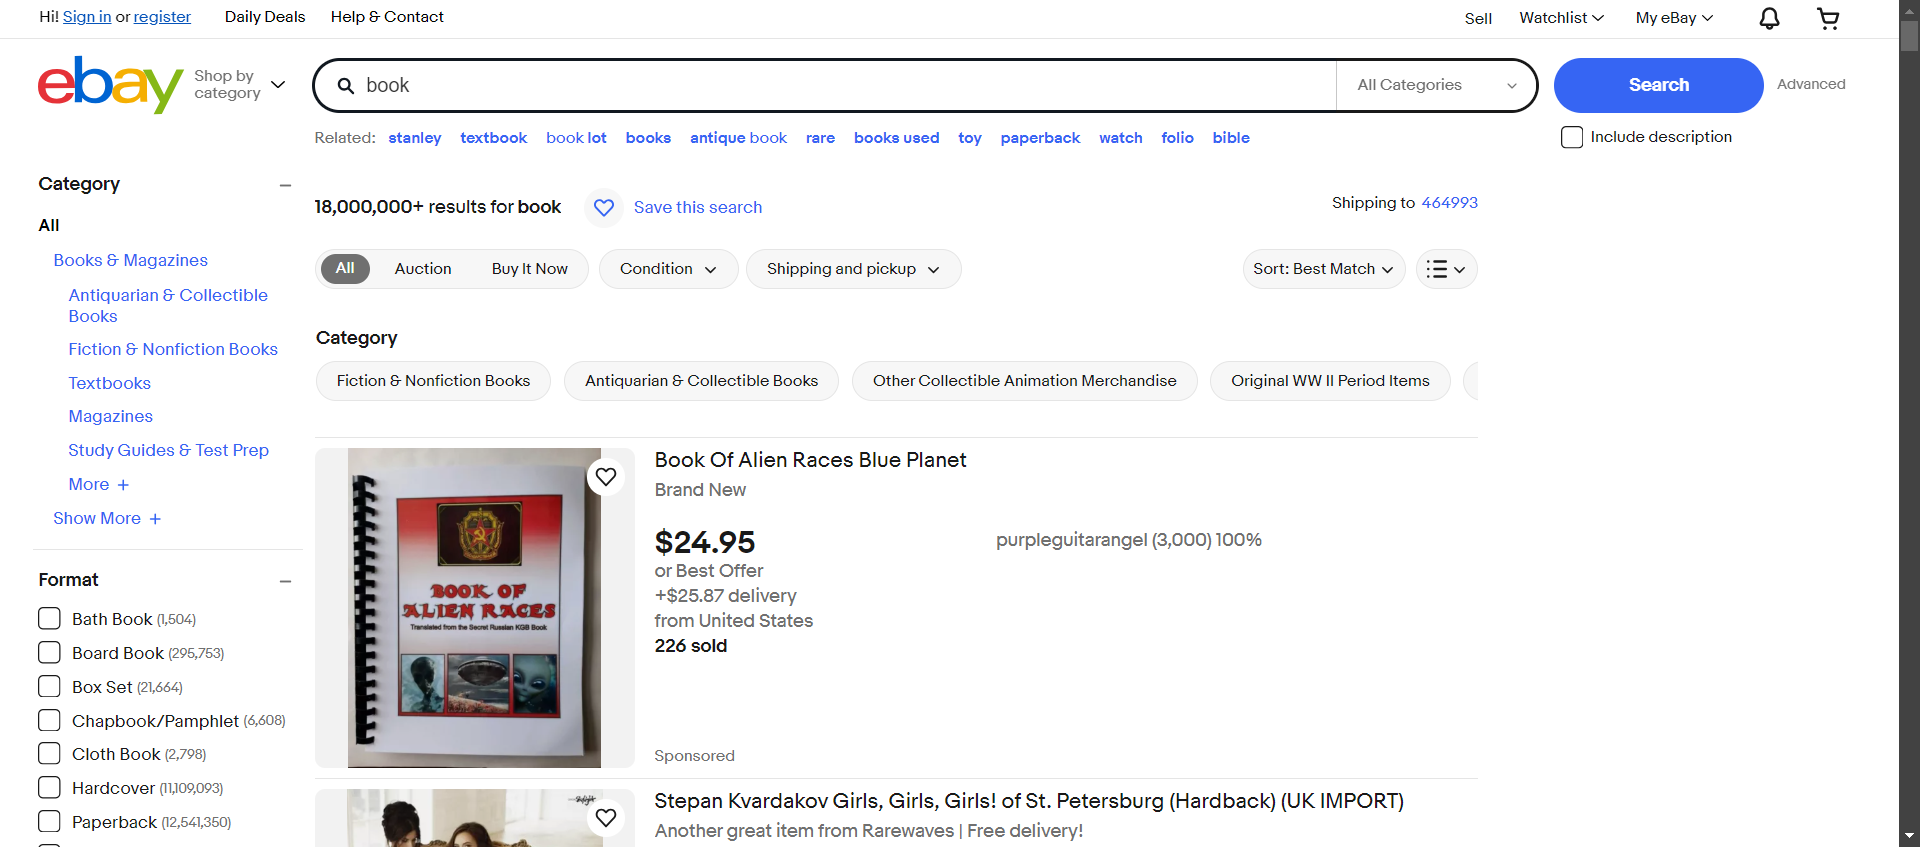 Hi! Sign in or register
Daily Deals
Help & Contact
Sell
Watchlist
My eBay
ebay
Shop by category
book
All Categories
Search
Advanced
Include description
Related: stanley textbook book lot books antique book rare books used toy paperback watch folio bible
Category
All
Books & Magazines
Antiquarian & Collectible
Books
Fiction & Nonfiction Books
Textbooks
Magazines
Study Guides & Test Prep
More
Show More
Format
Bath Book (1,504)
Board Book (295,753)
Box Set (21,664)
Chapbook/Pamphlet (6,608)
Cloth Book (2,798)
Hardcover (11,109,093)
Paperback (12,541,350)
18,000,000+ results for book
Save this search
Shipping to 464993
All
Auction
Buy It Now
Condition
Shipping and pickup
Sort: Best Match
Category
Fiction & Nonfiction Books
Antiquarian & Collectible Books
Other Collectible Animation Merchandise
Original WW II Period Items
BOOK OF
ALIEN RACES
Translated from the Secret Russian KGB Book
Book Of Alien Races Blue Planet
Brand New
$24.95
or Best Offer
+$25.87 delivery
from United States
226 sold
purpleguitarangel (3,000) 100%
Sponsored
Stepan Kvardakov Girls, Girls, Girls! of St. Petersburg (Hardback) (UK IMPORT)
Another great item from Rarewaves | Free delivery!